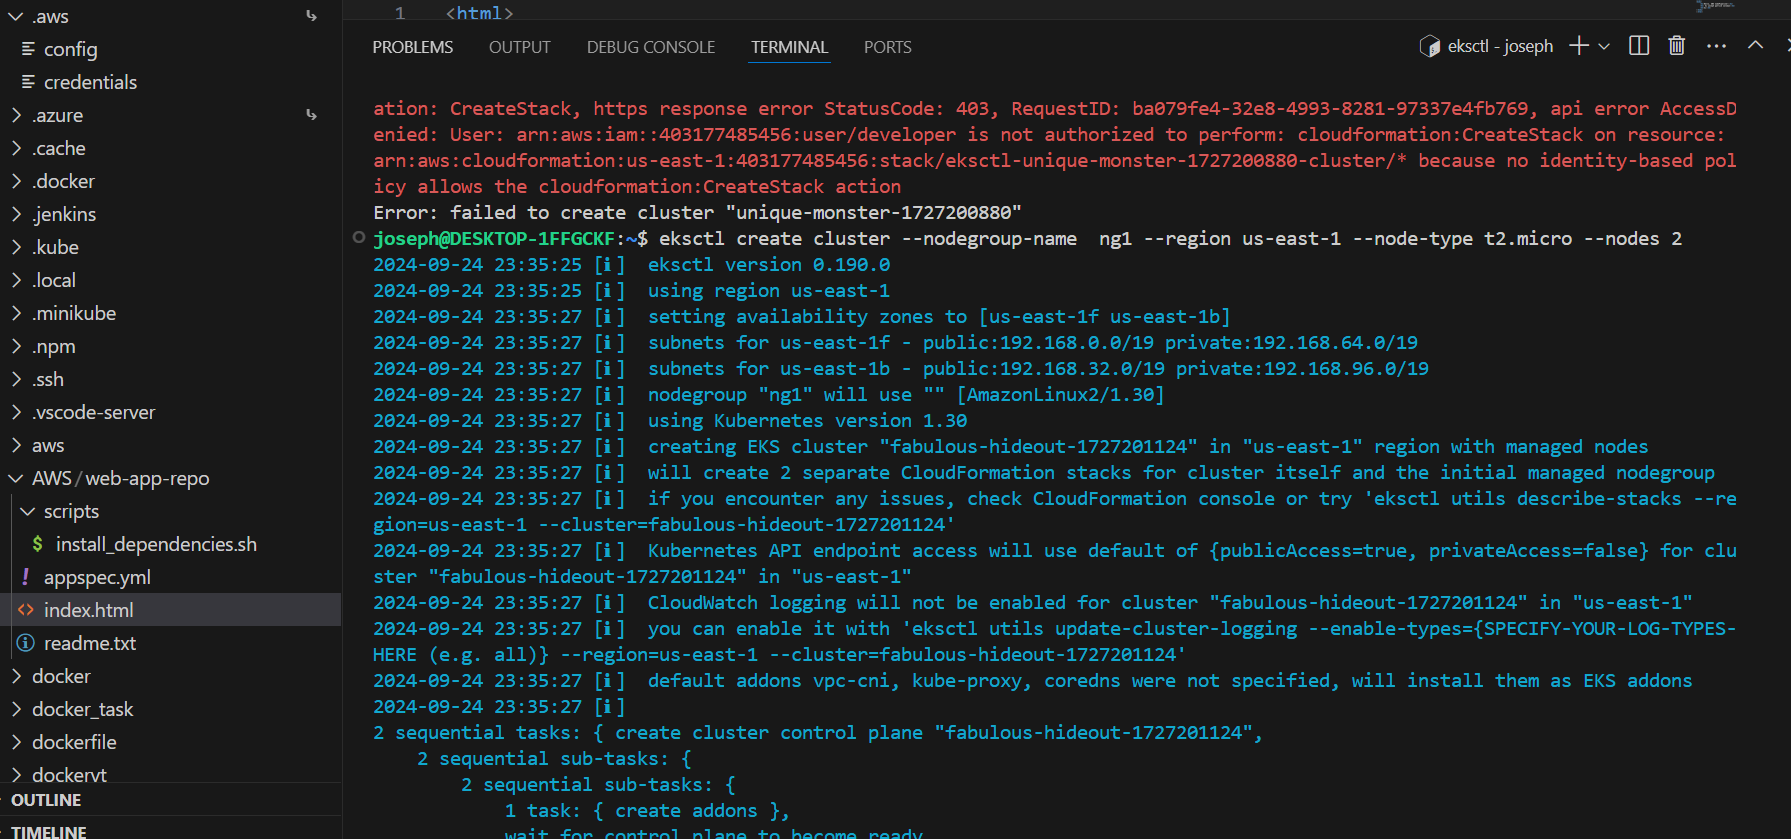 .aws
config
credentials
.azure
.cache
.docker
.jenkins
.kube
.local
.minikube
.npm
.ssh
.vscode-server
aws
AWS/web-app-repo
scripts
$ install_dependencies.sh
! appspec.yml
<> index.html
readme.txt
docker
docker_task
dockerfile
dockervt
OUTLINE
TIMELINE
1 <html>
PROBLEMS OUTPUT DEBUG CONSOLE TERMINAL PORTS
eksctl - joseph
ation: CreateStack, https response error StatusCode: 403, RequestID: ba079fe4-32e8-4993-8281-97337e4fb769, api error AccessD
enied: User: arn:aws:iam::403177485456:user/developer is not authorized to perform: cloudformation:CreateStack on resource:
arn:aws:cloudformation:us-east-1:403177485456:stack/eksctl-unique-monster-1727200880-cluster/* because no identity-based pol
icy allows the cloudformation:CreateStack action
Error: failed to create cluster "unique-monster-1727200880"
joseph@DESKTOP-1FFGCKF:~$ eksctl create cluster --nodegroup-name  ng1 --region us-east-1 --node-type t2.micro --nodes 2
2024-09-24 23:35:25 [ℹ]  eksctl version 0.190.0
2024-09-24 23:35:25 [ℹ]  using region us-east-1
2024-09-24 23:35:27 [ℹ]  setting availability zones to [us-east-1f us-east-1b]
2024-09-24 23:35:27 [ℹ]  subnets for us-east-1f - public:192.168.0.0/19 private:192.168.64.0/19
2024-09-24 23:35:27 [ℹ]  subnets for us-east-1b - public:192.168.32.0/19 private:192.168.96.0/19
2024-09-24 23:35:27 [ℹ]  nodegroup "ng1" will use "" [AmazonLinux2/1.30]
2024-09-24 23:35:27 [ℹ]  using Kubernetes version 1.30
2024-09-24 23:35:27 [ℹ]  creating EKS cluster "fabulous-hideout-1727201124" in "us-east-1" region with managed nodes
2024-09-24 23:35:27 [ℹ]  will create 2 separate CloudFormation stacks for cluster itself and the initial managed nodegroup
2024-09-24 23:35:27 [ℹ]  if you encounter any issues, check CloudFormation console or try 'eksctl utils describe-stacks --re
gion=us-east-1 --cluster=fabulous-hideout-1727201124'
2024-09-24 23:35:27 [ℹ]  Kubernetes API endpoint access will use default of {publicAccess=true, privateAccess=false} for clu
ster "fabulous-hideout-1727201124" in "us-east-1"
2024-09-24 23:35:27 [ℹ]  CloudWatch logging will not be enabled for cluster "fabulous-hideout-1727201124" in "us-east-1"
2024-09-24 23:35:27 [ℹ]  you can enable it with 'eksctl utils update-cluster-logging --enable-types={SPECIFY-YOUR-LOG-TYPES-
HERE (e.g. all)} --region=us-east-1 --cluster=fabulous-hideout-1727201124'
2024-09-24 23:35:27 [ℹ]  default addons vpc-cni, kube-proxy, coredns were not specified, will install them as EKS addons
2024-09-24 23:35:27 [ℹ]
2 sequential tasks: { create cluster control plane "fabulous-hideout-1727201124",
2 sequential sub-tasks: {
2 sequential sub-tasks: {
1 task: { create addons },
wait for control plane to become ready